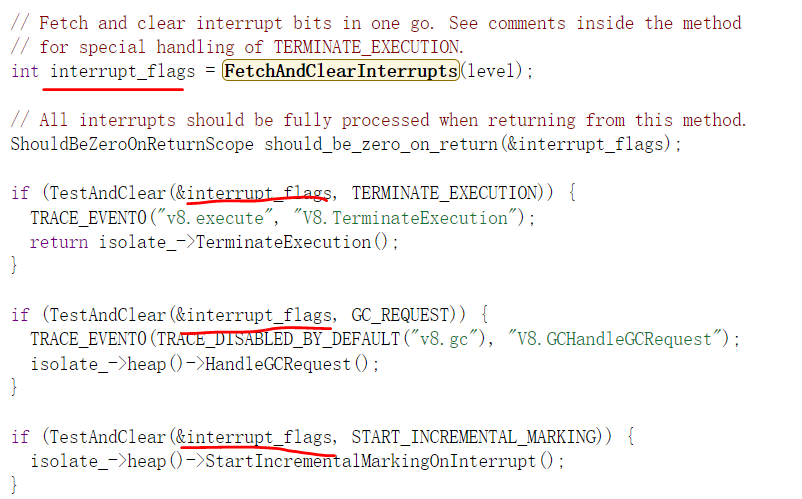 // Fetch and clear interrupt bits in one go. See comments inside the method
// for special handling of TERMINATE_EXECUTION.
int interrupt_flags = FetchAndClearInterrupts(level);
// All interrupts should be fully processed when returning from this method.
ShouldBeZeroOnReturnScope should_be_zero_on_return(&interrupt_flags);
if (TestAndClear(&interrupt_flags, TERMINATE_EXECUTION)) {
TRACE_EVENT0("v8.execute", "V8.TerminateExecution");
return isolate_->TerminateExecution();
}
if (TestAndClear(&interrupt_flags, GC_REQUEST)) {
TRACE_EVENT0(TRACE_DISABLED_BY_DEFAULT("v8.gc"), "V8.GCHandleGCRequest");
isolate_->heap()->HandleGCRequest();
}
if (TestAndClear(&interrupt_flags, START_INCREMENTAL_MARKING)) {
isolate_->heap()->StartIncrementalMarkingOnInterrupt();
}